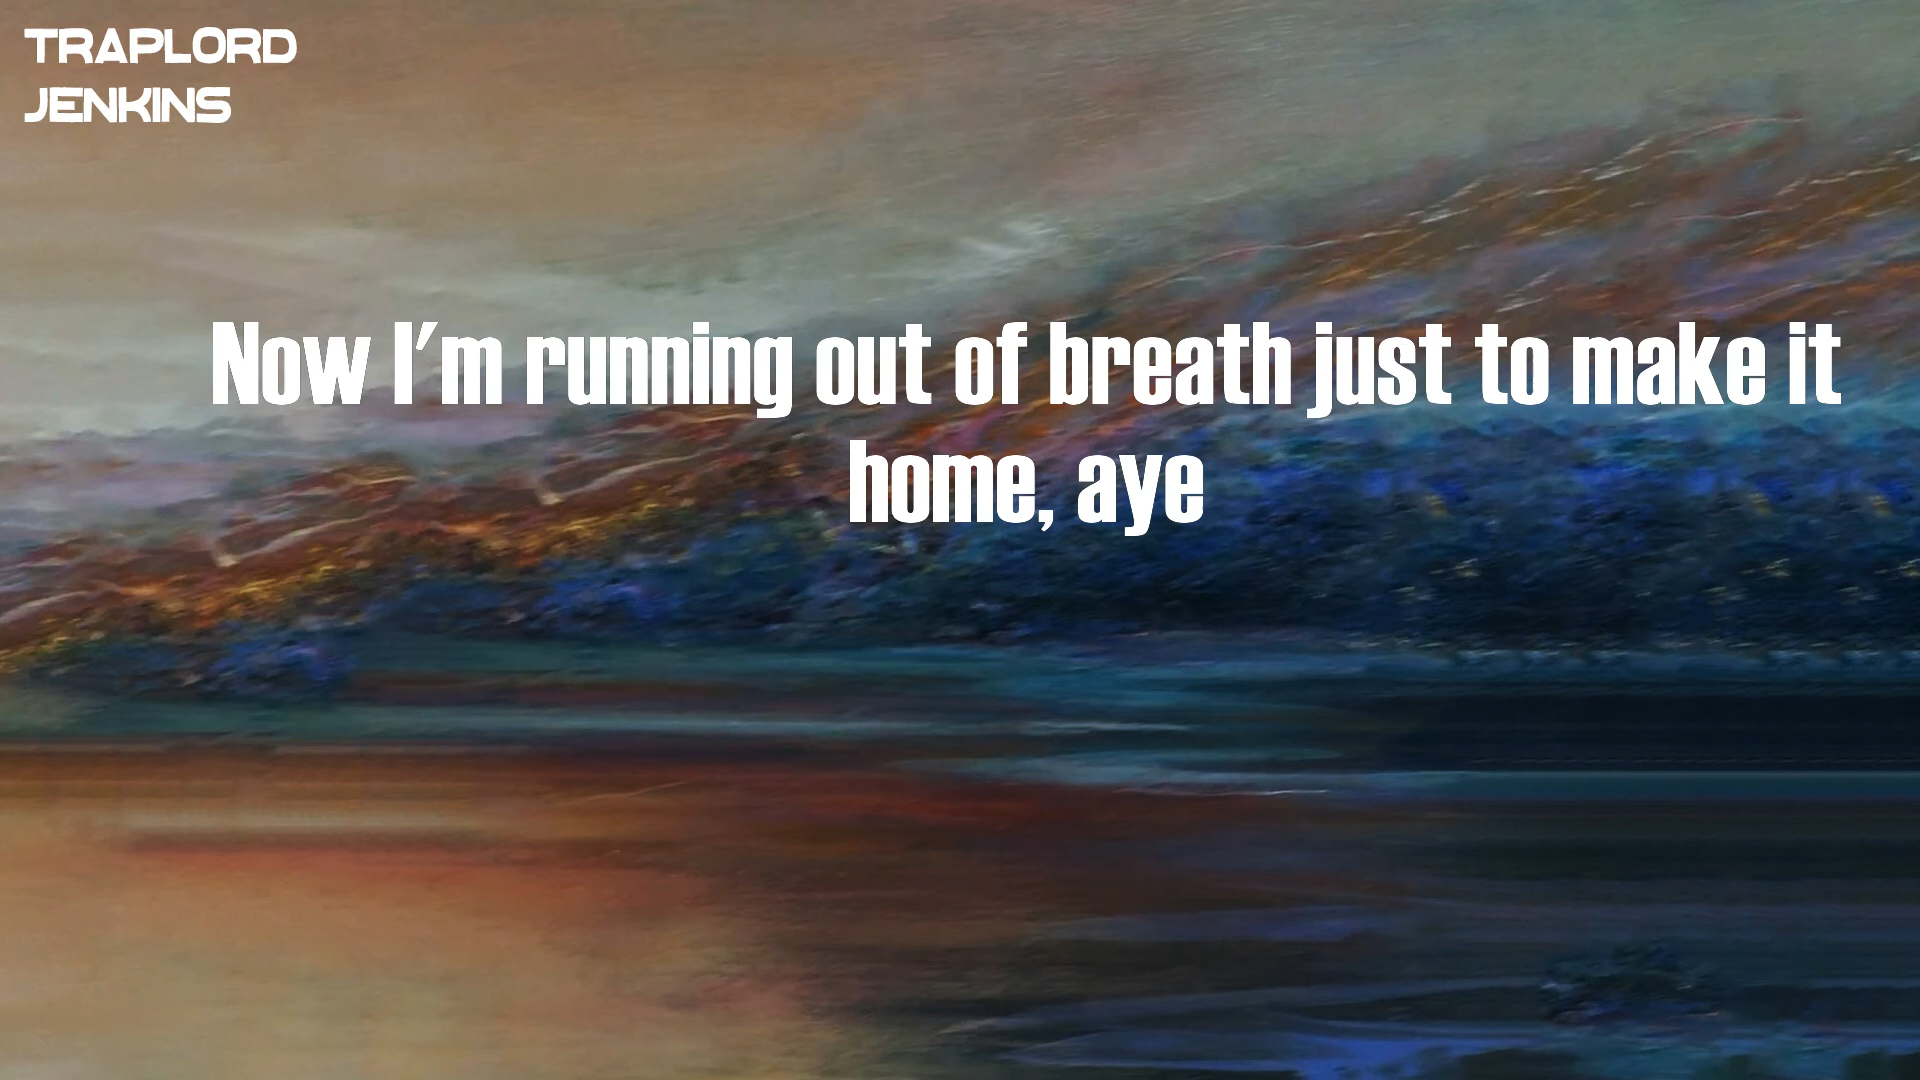 TRAPLORD
JENKINS
Now I'm running out of breath just to make it
home, aye